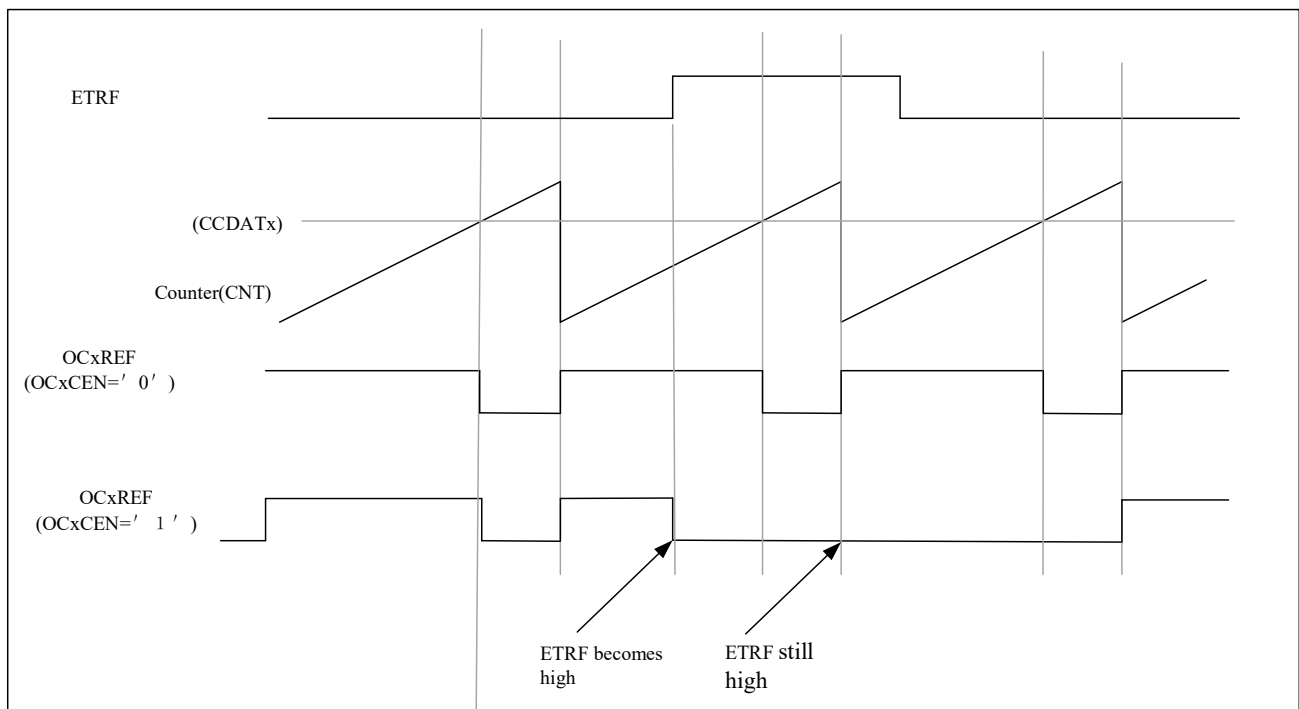 ETRF
(CCDATx)
Counter(CNT)
OCxREF
(OCxCEN=’ 0’ )
OCxREF
(OCxCEN=’ 1 ’ )
ETRF becomes
high
ETRF still
high